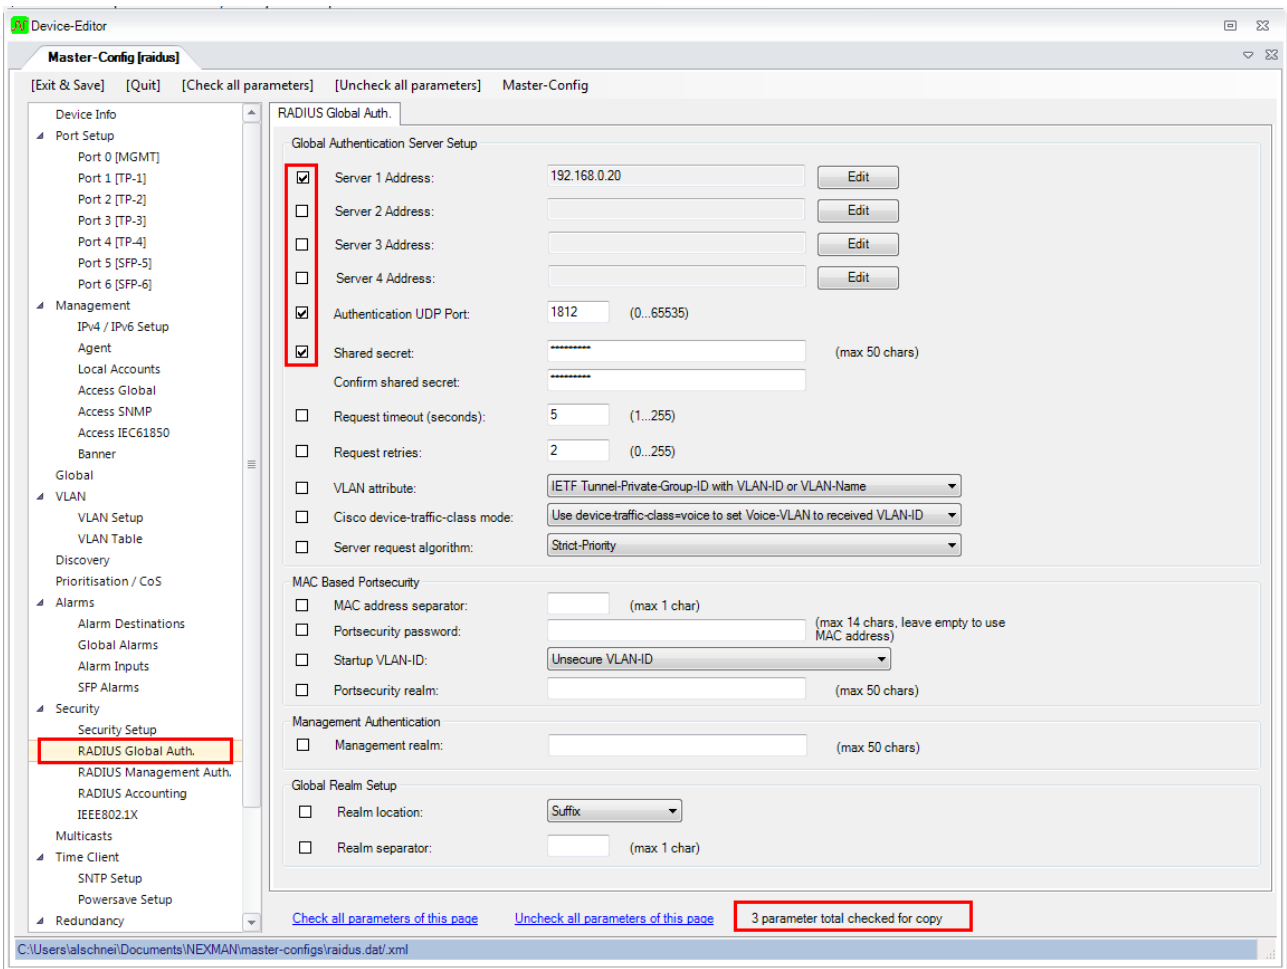 Device-Editor
Master-Config [raidus]
[Exit & Save] [Quit] [Check all parameters] [Uncheck all parameters] Master-Config
Device Info
Port Setup
Port 0 [MGMT]
Port 1 [TP-1]
Port 2 [TP-2]
Port 3 [TP-3]
Port 4 [TP-4]
Port 5 [SFP-5]
Port 6 [SFP-6]
Management
IPv4 / IPv6 Setup
Agent
Local Accounts
Access Global
Access SNMP
Access IEC61850
Banner
Global
VLAN
VLAN Setup
VLAN Table
Discovery
Prioritisation / CoS
Alarms
Alarm Destinations
Global Alarms
Alarm Inputs
SFP Alarms
Security
Security Setup
RADIUS Global Auth.
RADIUS Management Auth.
RADIUS Accounting
IEEE802.1X
Multicasts
Time Client
SNTP Setup
Powersave Setup
Redundancy
RADIUS Global Auth.
Global Authentication Server Setup
Server 1 Address: 192.168.0.20 Edit
Server 2 Address: Edit
Server 3 Address: Edit
Server 4 Address: Edit
Authentication UDP Port: 1812 (0...65535)
Shared secret: ********* (max 50 chars)
Confirm shared secret: *********
Request timeout (seconds): 5 (1...255)
Request retries: 2 (0...255)
VLAN attribute: IETF Tunnel-Private-Group-ID with VLAN-ID or VLAN-Name
Cisco device-traffic-class mode: Use device-traffic-class=voice to set Voice-VLAN to received VLAN-ID
Server request algorithm: Strict-Priority
MAC Based Portsecurity
MAC address separator: (max 1 char)
Portsecurity password: (max 14 chars, leave empty to use
MAC address)
Startup VLAN-ID: Unsecure VLAN-ID
Portsecurity realm: (max 50 chars)
Management Authentication
Management realm: (max 50 chars)
Global Realm Setup
Realm location: Suffix
Realm separator: (max 1 char)
Check all parameters of this page Uncheck all parameters of this page 3 parameter total checked for copy
C:\Users\alschnei\Documents\NEXMAN\master-configs\raidus.dat/.xml